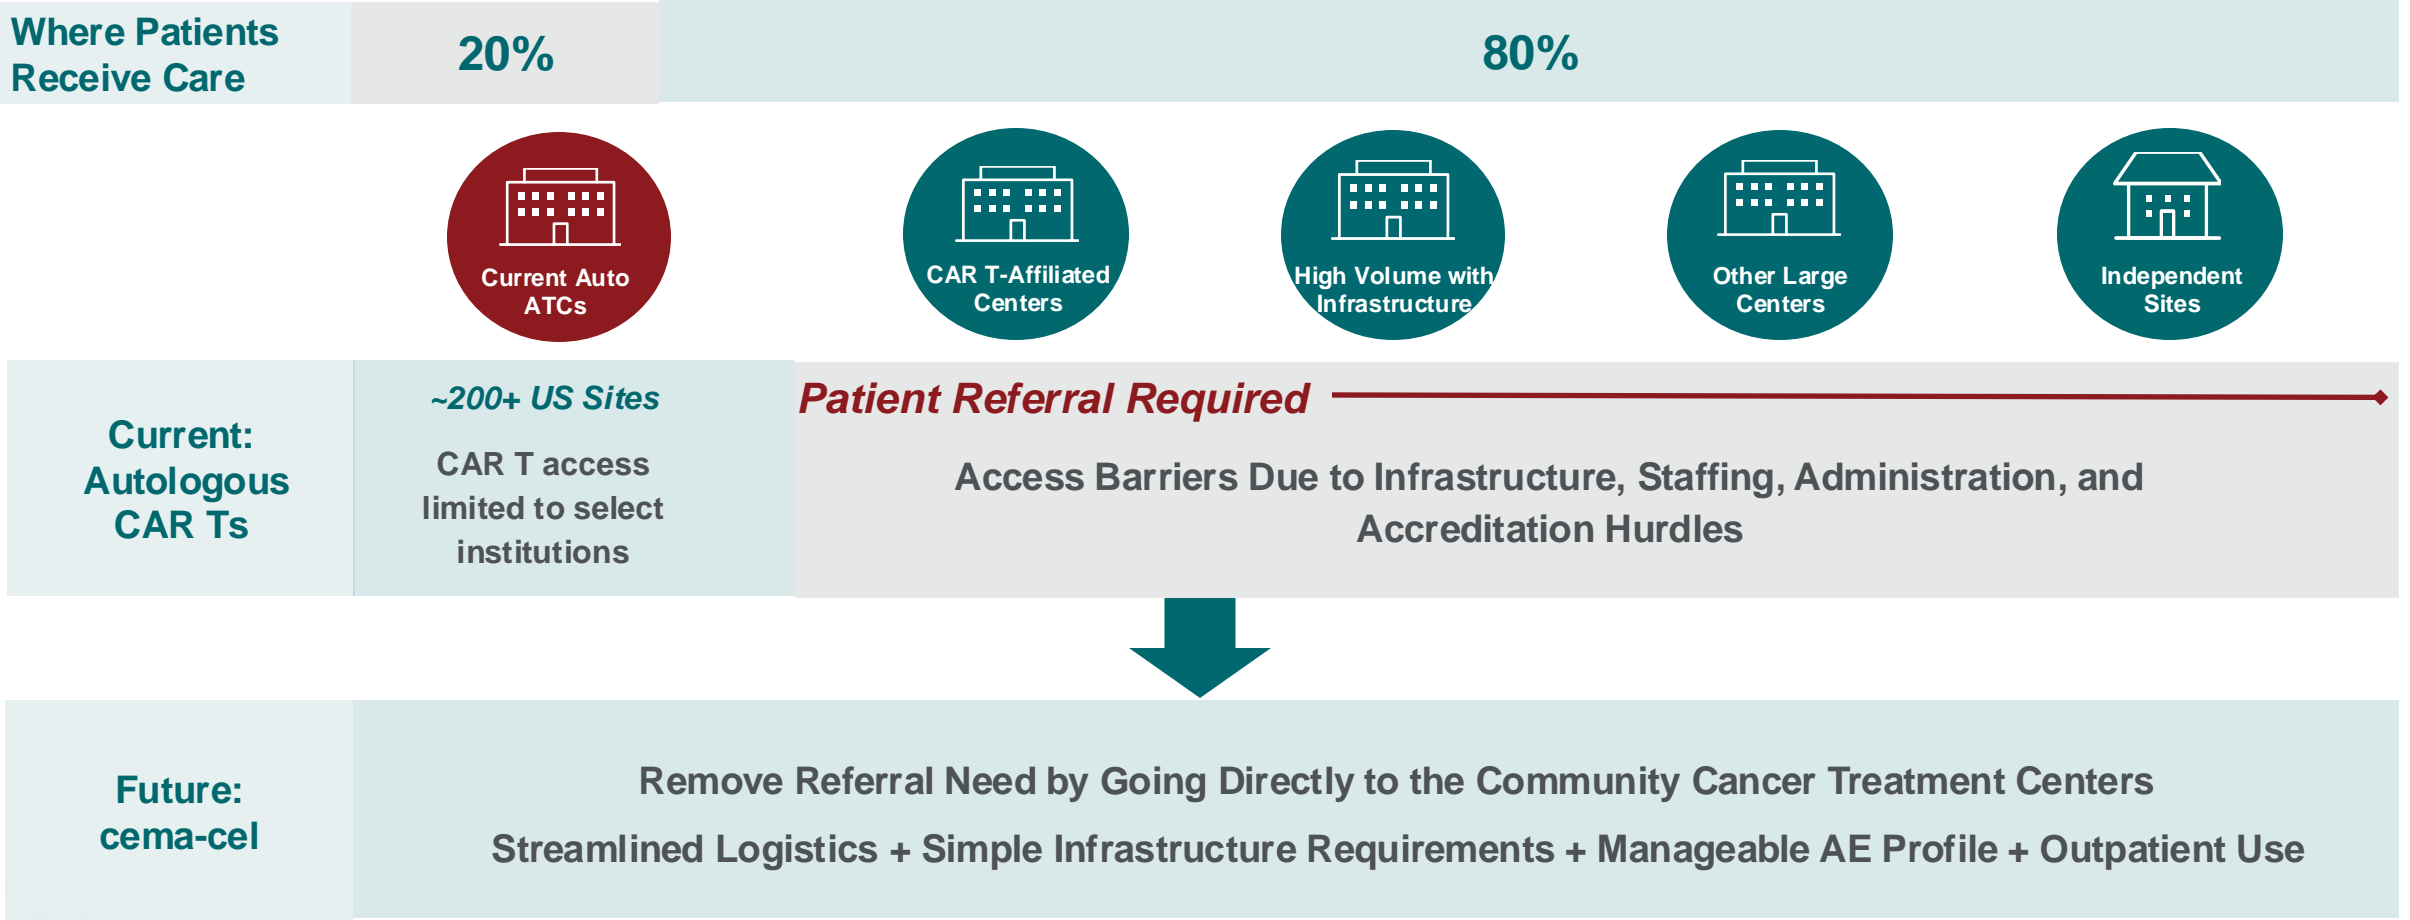 Where Patients
Receive Care
20%
80%
Current Auto
ATCs
CAR T-Affiliated
Centers
High Volume with
Infrastructure
Other Large
Centers
Independent
Sites
Current:
Autologous
CAR Ts
~200+ US Sites
CAR T access
limited to select
institutions
Patient Referral Required
Access Barriers Due to Infrastructure, Staffing, Administration, and
Accreditation Hurdles
Future:
cema-cel
Remove Referral Need by Going Directly to the Community Cancer Treatment Centers
Streamlined Logistics + Simple Infrastructure Requirements + Manageable AE Profile + Outpatient Use